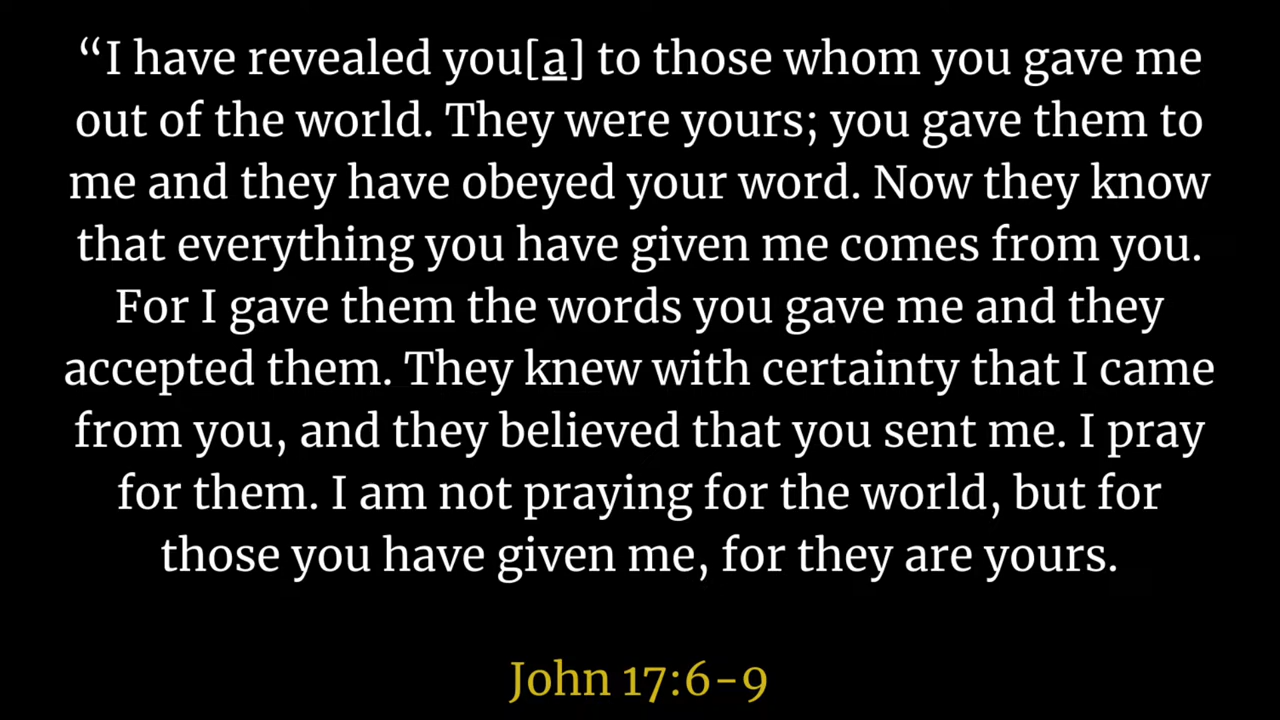 “I have revealed you[a] to those whom you gave me
out of the world. They were yours; you gave them to
me and they have obeyed your word. Now they know
that everything you have given me comes from you.
For I gave them the words you gave me and they
accepted them. They knew with certainty that I came
from you, and they believed that you sent me. I pray
for them. I am not praying for the world, but for
those you have given me, for they are yours.
John 17:6-9